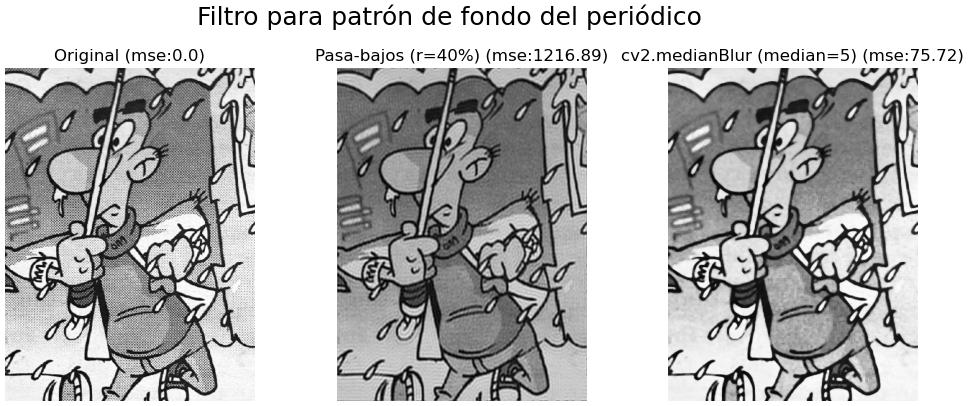 Filtro para patrón de fondo del periódico
Original (mse:0.0)
Pasa-bajos (r=40%) (mse:1216.89)
cv2.medianBlur (median=5) (mse:75.72)